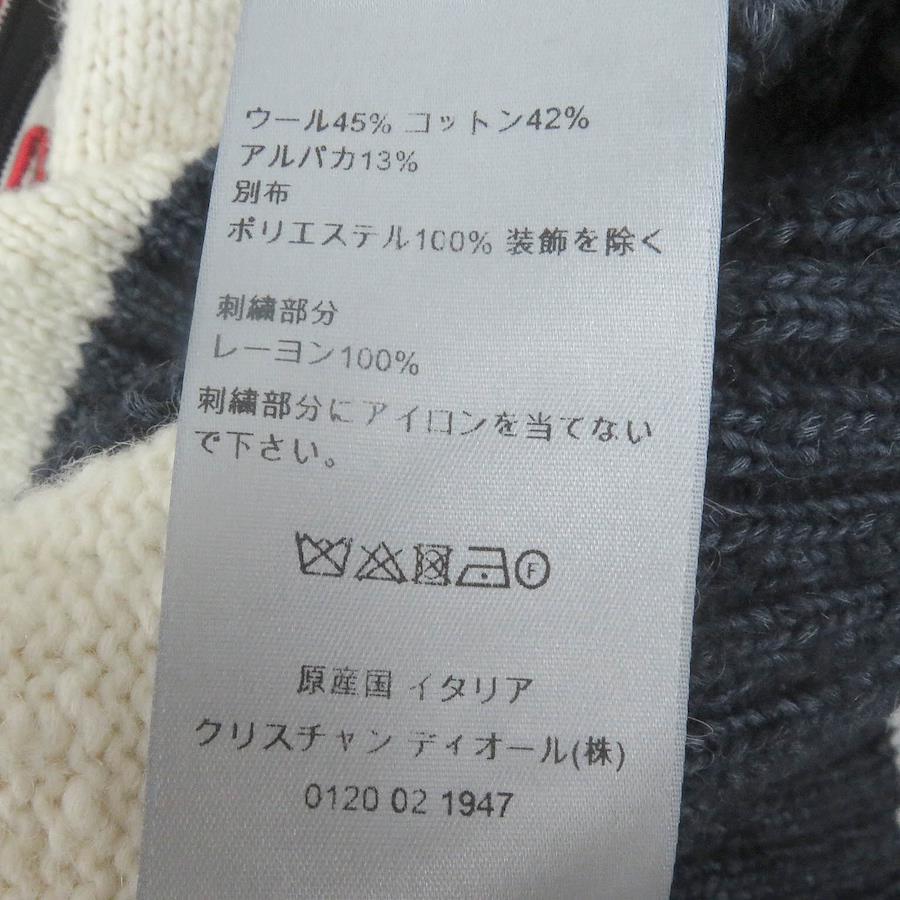 ウール45% コットン42%
アルパカ13%
別布
ポリエステル100% 装飾を除く
刺繍部分
レーヨン100%
刺繍部分にアイロンを当てない
で下さい。
F
原産国 イタリア
クリスチャン ディオール(株)
0120 02 1947